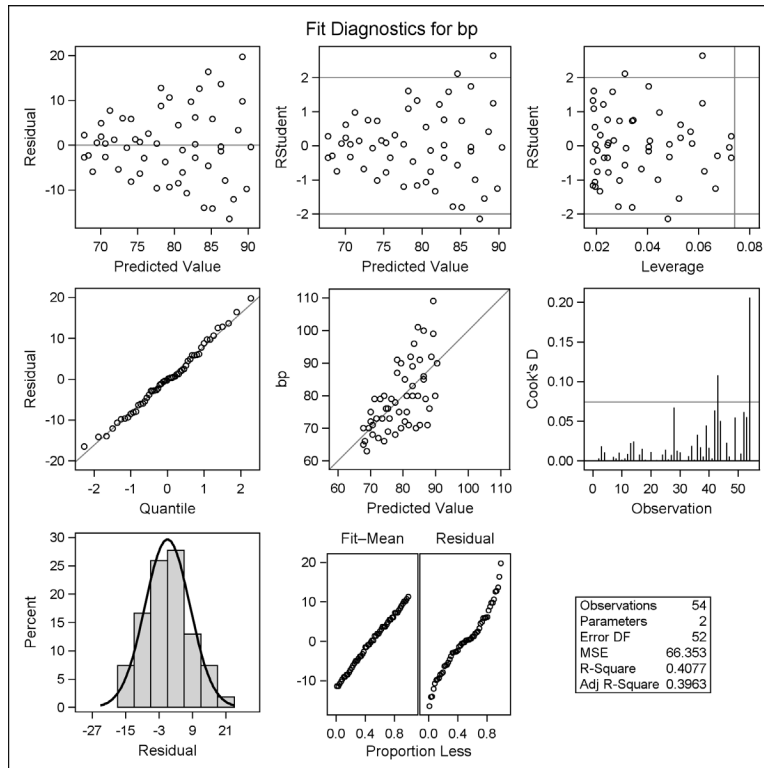 Fit Diagnostics for bp
20
10
0
-10
Residual
70 75 80 85 90
Predicted Value
2
1
0
-1
-2
RStudent
70 75 80 85 90
Predicted Value
2
1
0
-1
-2
RStudent
0.02 0.04 0.06 0.08
Leverage
20
10
0
-10
-20
Residual
-2 -1 0 1 2
Quantile
110
100
90
80
70
60
bp
60 70 80 90 100 110
Predicted Value
0.20
0.15
0.10
0.05
0.00
Cook's D
0 10 20 30 40 50
Observation
30
25
20
15
10
5
0
Percent
-27 -15 -3 9 21
Residual
Fit–Mean Residual
20
10
0
-10
0.0 0.4 0.8 0.0 0.4 0.8
Proportion Less
Observations 54
Parameters 2
Error DF 52
MSE 66.353
R-Square 0.4077
Adj R-Square 0.3963